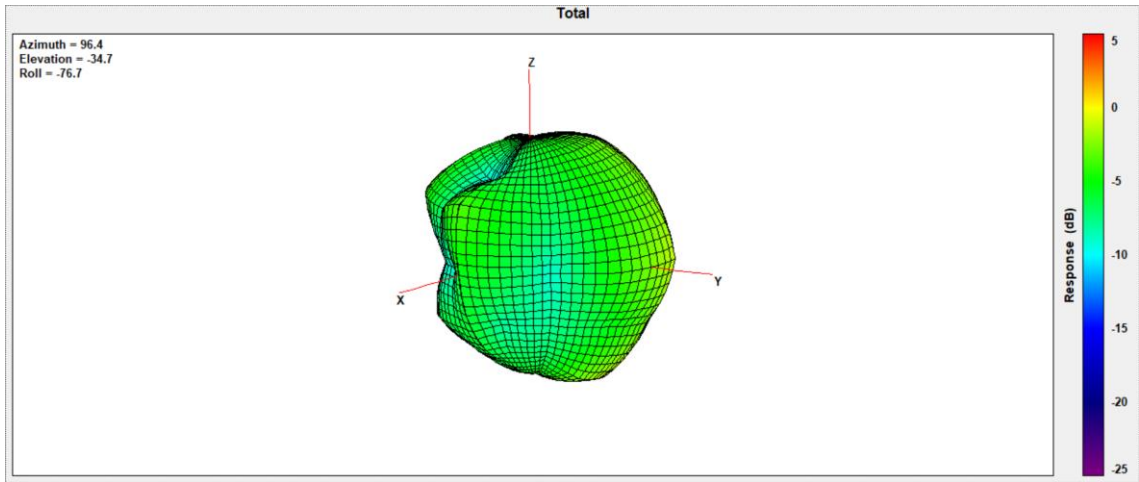 Total
Azimuth = 96.4
Elevation = -34.7
Roll = -76.7
Z
Y
X
5
0
-5
-10
-15
-20
-25
Response (dB)